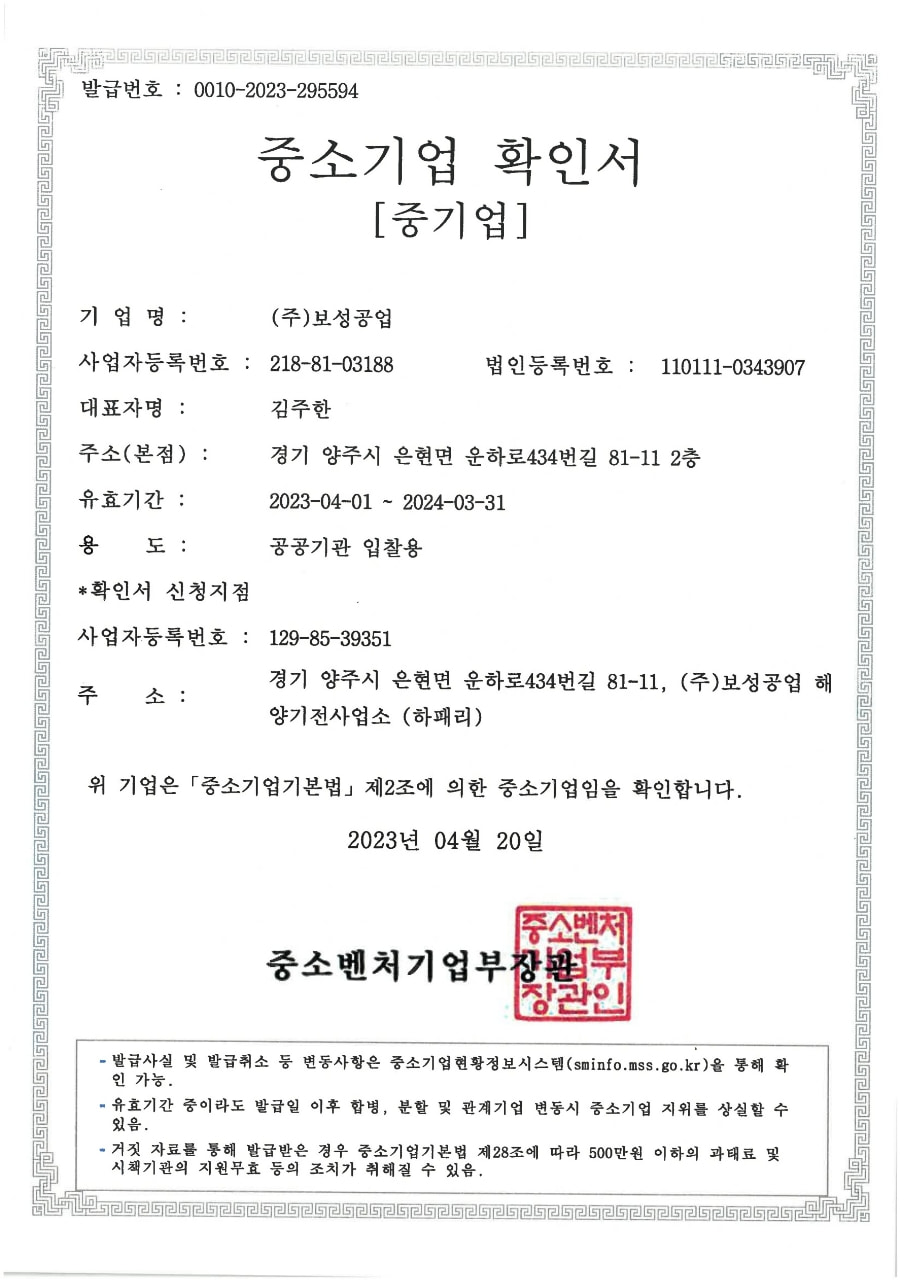 발급번호 : 0010-2023-295594
중소기업 확인서
[중기업]
기 업 명 : (주)보성공업
사업자등록번호 : 218-81-03188 법인등록번호 : 110111-0343907
대표자명 : 김주한
주소(본점) : 경기 양주시 은현면 운하로434번길 81-11 2층
유효기간 : 2023-04-01 ~ 2024-03-31
용 도 : 공공기관 입찰용
*확인서 신청지점
사업자등록번호 : 129-85-39351
주 소 : 경기 양주시 은현면 운하로434번길 81-11, (주)보성공업 해
양기전사업소 (하패리)
위 기업은「중소기업기본법」제2조에 의한 중소기업임을 확인합니다.
2023년 04월 20일
중소벤처기업부장관
중소벤처
기업부
장관인
- 발급사실 및 발급취소 등 변동사항은 중소기업현황정보시스템(sminfo.mss.go.kr)을 통해 확
인 가능.
- 유효기간 중이라도 발급일 이후 합병, 분할 및 관계기업 변동시 중소기업 지위를 상실할 수
있음.
- 거짓 자료를 통해 발급받은 경우 중소기업기본법 제28조에 따라 500만원 이하의 과태료 및
시책기관의 지원무효 등의 조치가 취해질 수 있음.